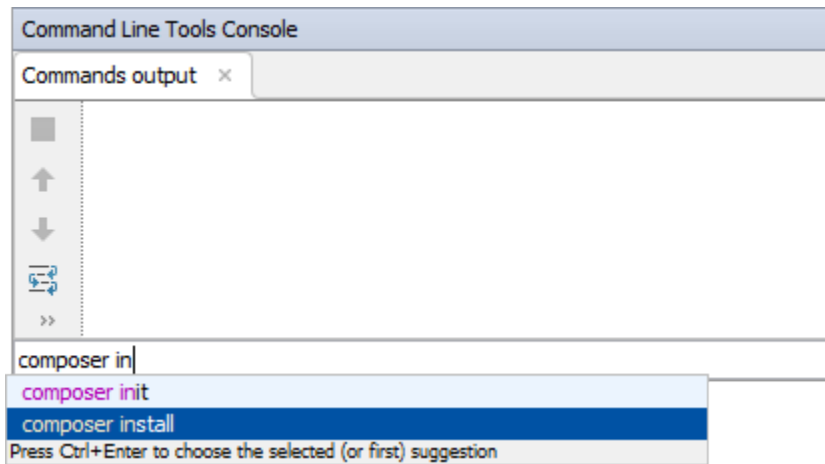 Command Line Tools Console
Commands output
composer in
composer init
composer install
Press Ctrl+Enter to choose the selected (or first) suggestion